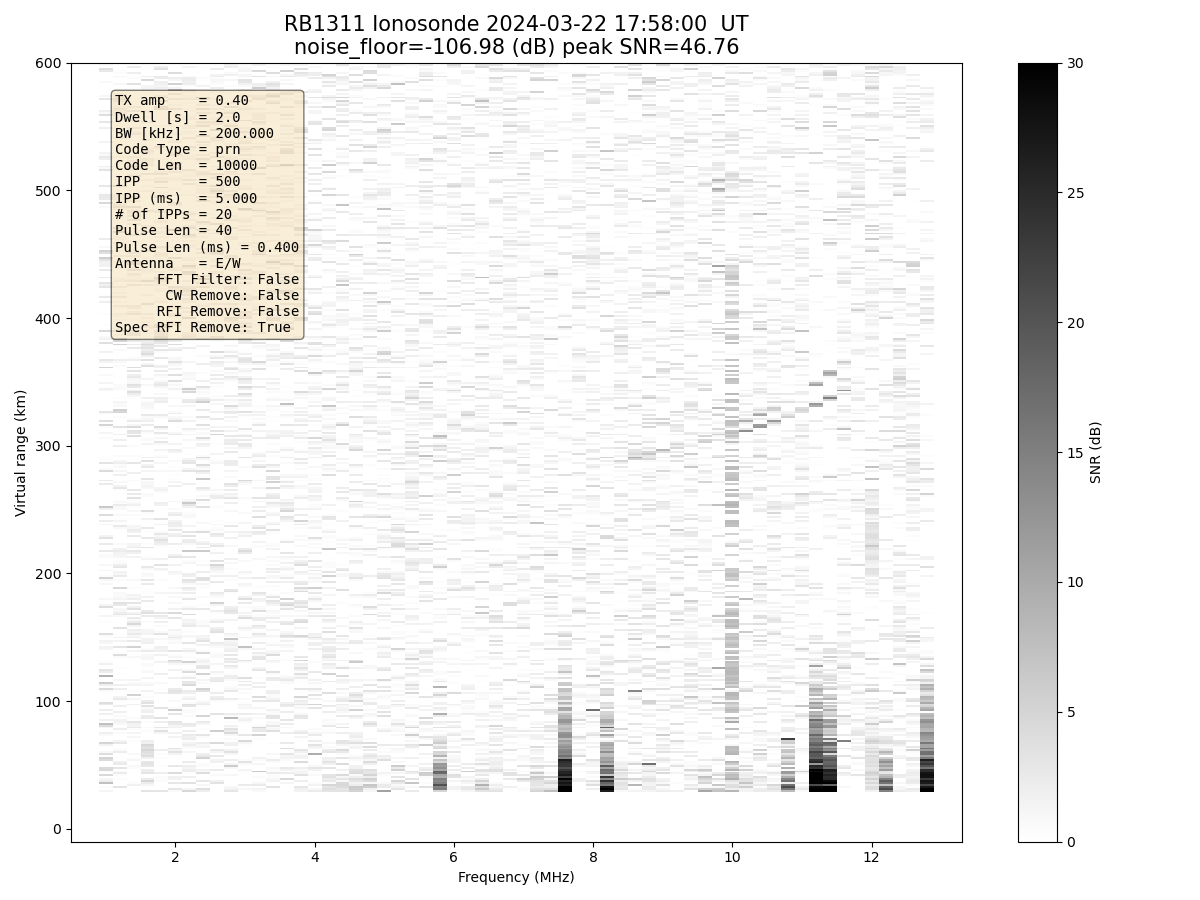 RB1311 Ionosonde 2024-03-22 17:58:00  UT
noise_floor=-106.98 (dB) peak SNR=46.76
600
500
400
300
200
100
0
Virtual range (km)
TX amp    = 0.40
Dwell [s] = 2.0
BW [kHz]  = 200.000
Code Type = prn
Code Len  = 10000
IPP       = 500
IPP (ms)  = 5.000
# of IPPs = 20
Pulse Len = 40
Pulse Len (ms) = 0.400
Antenna   = E/W
FFT Filter: False
CW Remove: False
RFI Remove: False
Spec RFI Remove: True
2 4 6 8 10 12
Frequency (MHz)
30
25
20
15
10
5
0
SNR (dB)